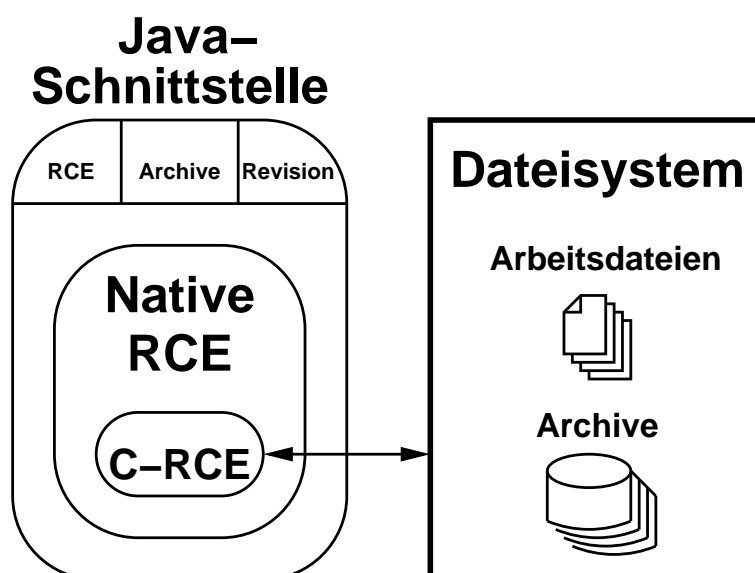 Java–
Schnittstelle
RCE
Archive
Revision
Native
RCE
C–RCE
Dateisystem
Arbeitsdateien
Archive